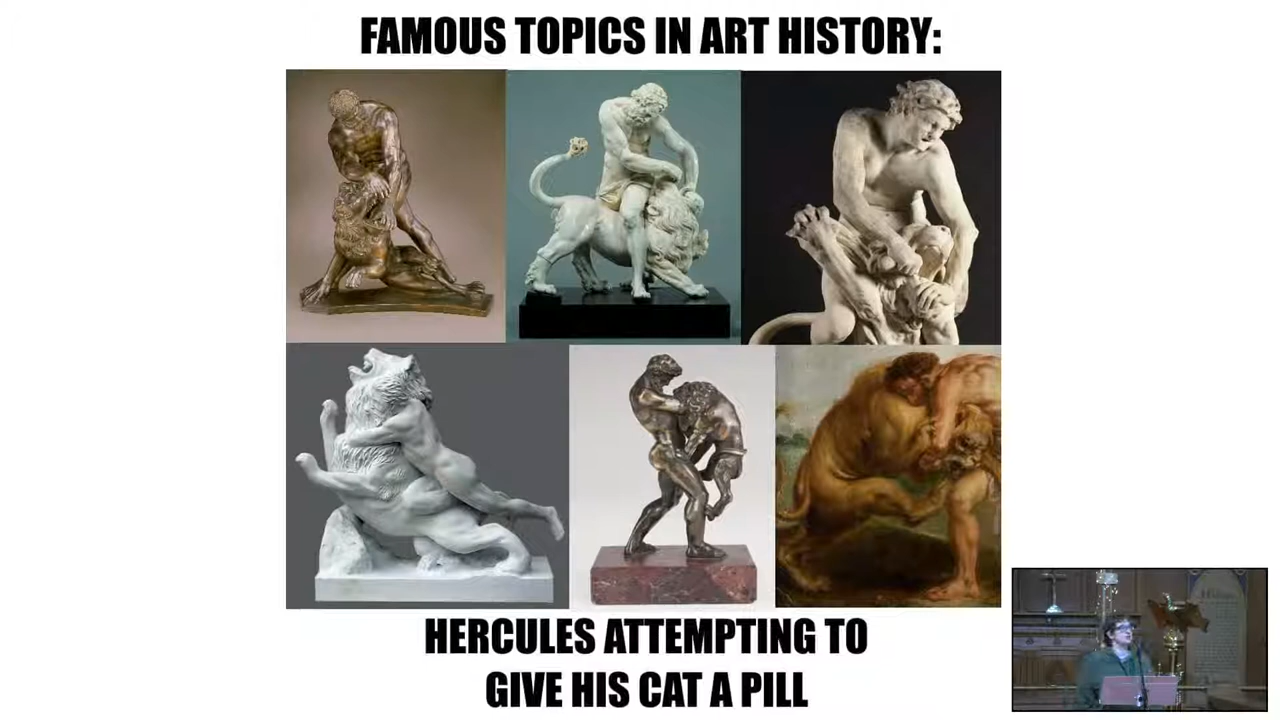 FAMOUS TOPICS IN ART HISTORY:
HERCULES ATTEMPTING TO
GIVE HIS CAT A PILL